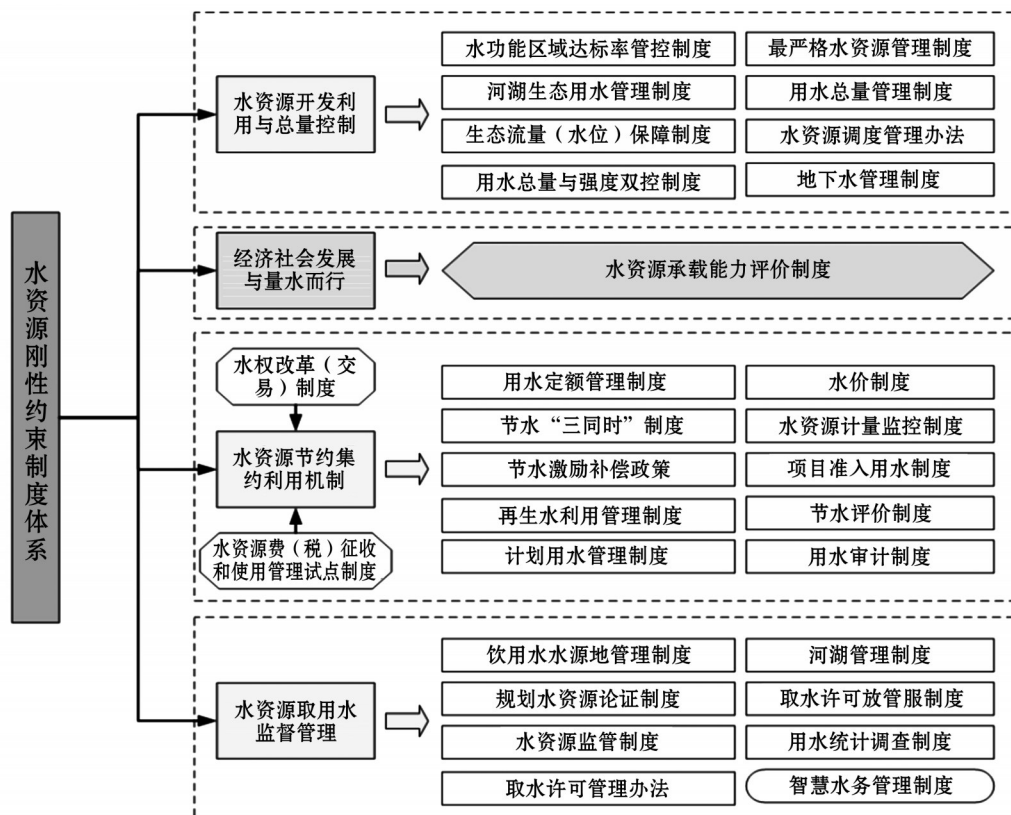 水资源刚性约束制度体系
水资源开发利
用与总量控制
水功能区域达标率管控制度
最严格水资源管理制度
河湖生态用水管理制度
用水总量管理制度
生态流量（水位）保障制度
水资源调度管理办法
用水总量与强度双控制度
地下水管理制度
经济社会发展
与量水而行
水资源承载能力评价制度
水权改革（交
易）制度
水资源节约集
约利用机制
水资源费（税）征收
和使用管理试点制度
用水定额管理制度
水价制度
节水“三同时”制度
水资源计量监控制度
节水激励补偿政策
项目准入用水制度
再生水利用管理制度
节水评价制度
计划用水管理制度
用水审计制度
水资源取用水
监督管理
饮用水水源地管理制度
河湖管理制度
规划水资源论证制度
取水许可放管服制度
水资源监管制度
用水统计调查制度
取水许可管理办法
智慧水务管理制度